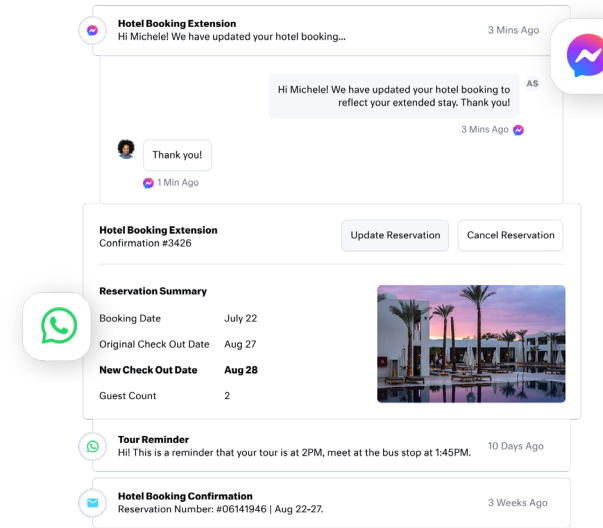 Hotel Booking Extension
Hi Michele! We have updated your hotel booking...
3 Mins Ago
AS
Hi Michele! We have updated your hotel booking to
reflect your extended stay. Thank you!
3 Mins Ago
Thank you!
1 Min Ago
Hotel Booking Extension
Confirmation #3426
Update Reservation
Cancel Reservation
Reservation Summary
Booking Date July 22
Original Check Out Date Aug 27
New Check Out Date Aug 28
Guest Count 2
Tour Reminder
Hi! This is a reminder that your tour is at 2PM, meet at the bus stop at 1:45PM.
10 Days Ago
Hotel Booking Confirmation
Reservation Number: #06141946 | Aug 22-27.
3 Weeks Ago